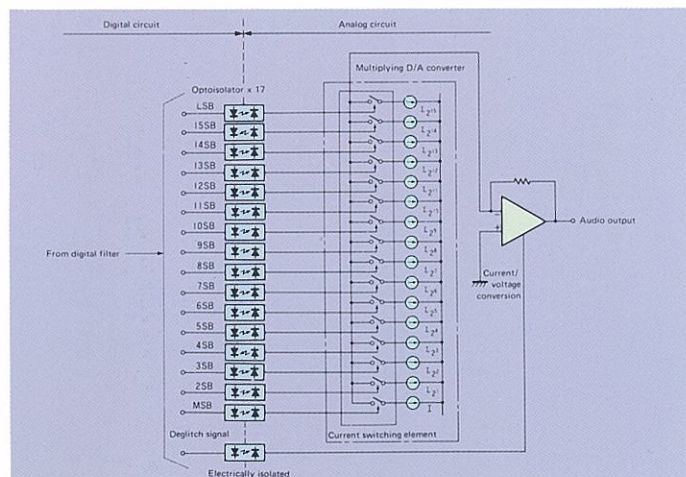 Digital circuit
Analog circuit
Multiplying D/A converter
Optoisolator x 17
LSB
15SB
14SB
13SB
12SB
11SB
10SB
9SB
8SB
7SB
6SB
5SB
4SB
3SB
2SB
MSB
From digital filter
Deglitch signal
Electrically isolated
Current switching element
I
−
+
Current/
voltage
conversion
Audio output